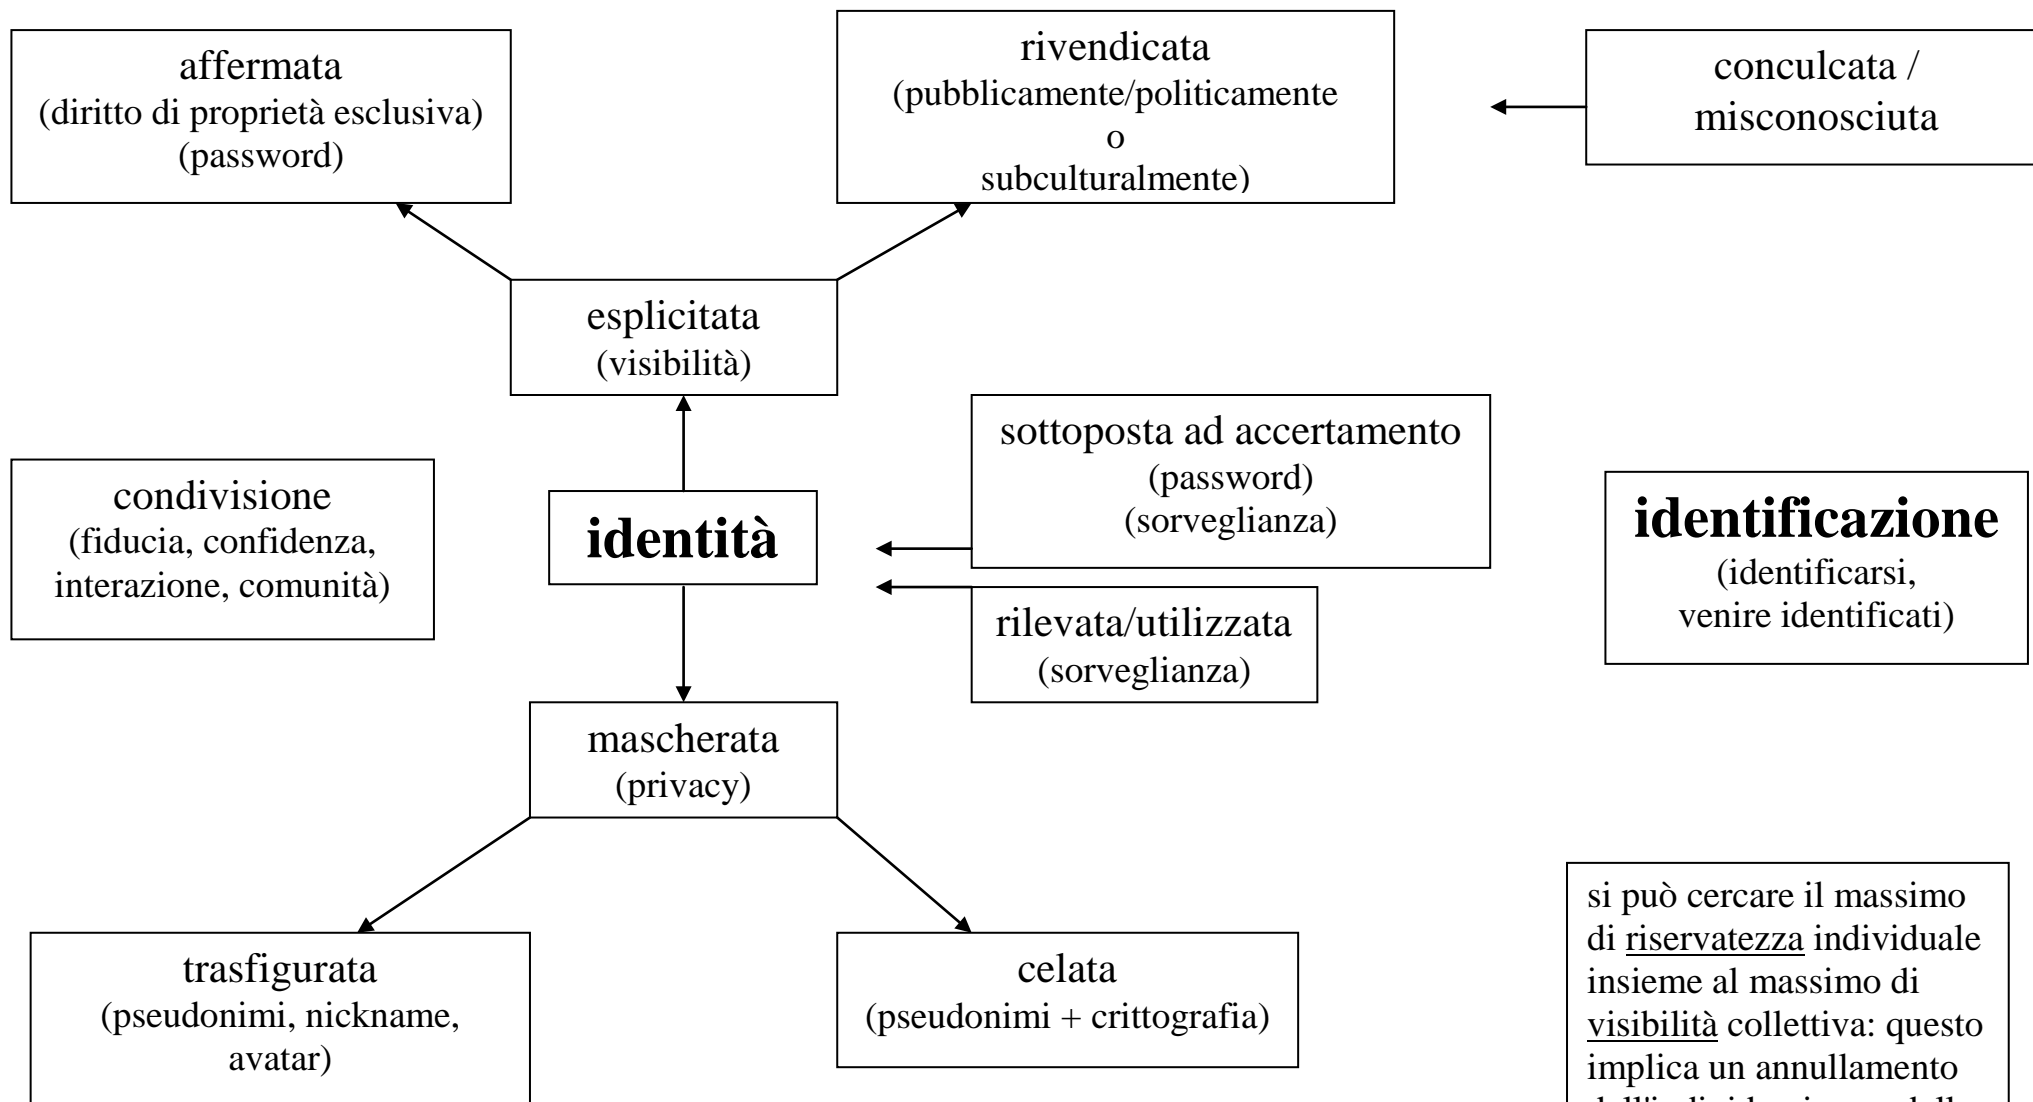 affermata
(diritto di proprietà esclusiva)
(password)
rivendicata
(pubblicamente/politicamente
o
subculturalmente)
conculcata /
misconosciuta
esplicitata
(visibilità)
condivisione
(fiducia, confidenza,
interazione, comunità)
identità
sottoposta ad accertamento
(password)
(sorveglianza)
rilevata/utilizzata
(sorveglianza)
identificazione
(identificarsi,
venire identificati)
mascherata
(privacy)
trasfigurata
(pseudonimi, nickname,
avatar)
celata
(pseudonimi + crittografia)
si può cercare il massimo
di riservatezza individuale
insieme al massimo di
visibilità collettiva: questo
implica un annullamento